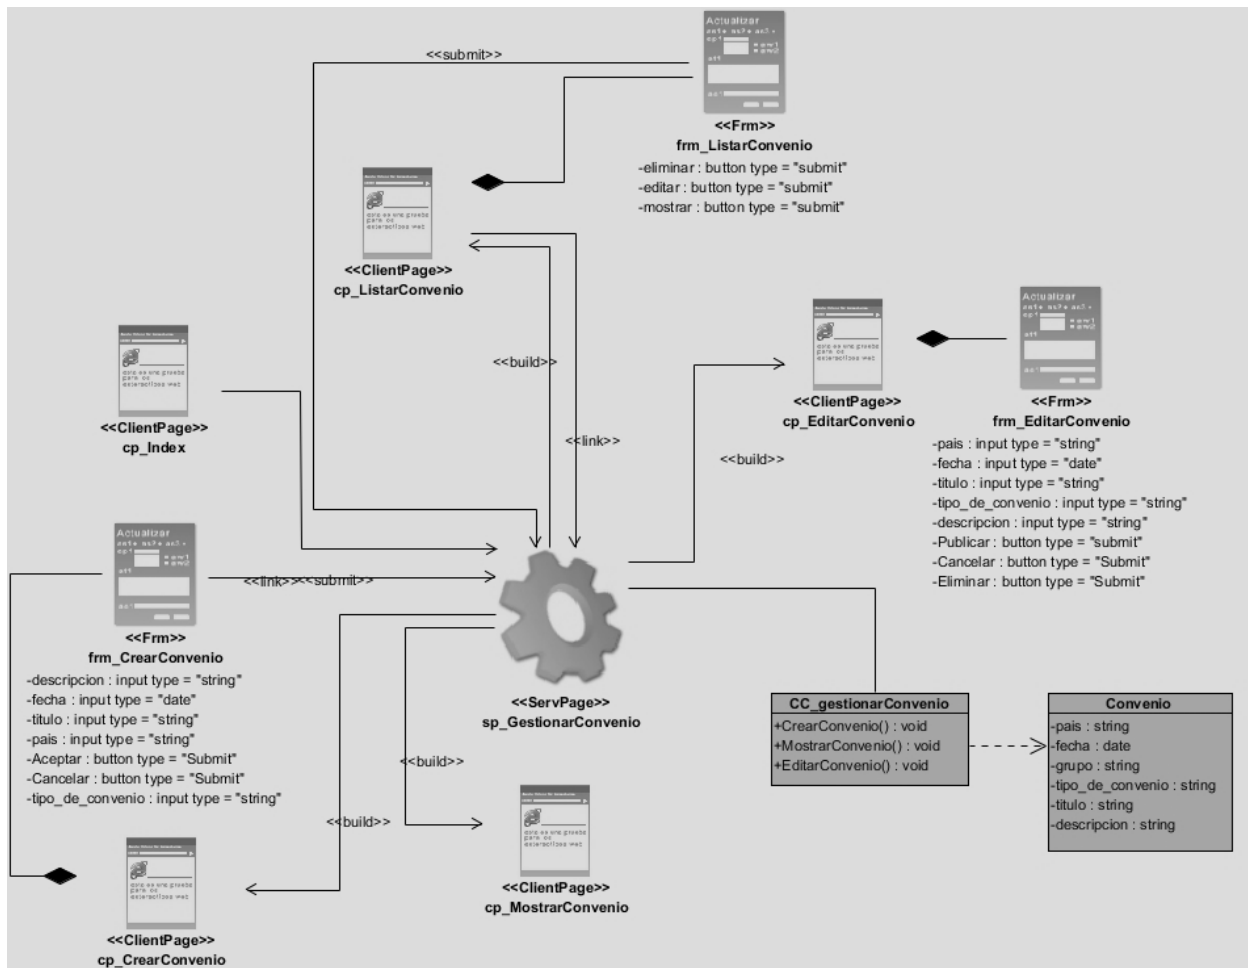 Actualizar
<<submit>>
<<Frm>>
frm_ListarConvenio
-eliminar : button type = "submit"
-editar : button type = "submit"
-mostrar : button type = "submit"
<<ClientPage>>
cp_ListarConvenio
<<build>>
<<link>>
<<ClientPage>>
cp_Index
<<ClientPage>>
cp_EditarConvenio
Actualizar
<<Frm>>
frm_EditarConvenio
-pais : input type = "string"
-fecha : input type = "date"
-titulo : input type = "string"
-tipo_de_convenio : input type = "string"
-descripcion : input type = "string"
-Publicar : button type = "submit"
-Cancelar : button type = "Submit"
-Eliminar : button type = "Submit"
<<build>>
Actualizar
<<link>>
<<submit>>
<<Frm>>
frm_CrearConvenio
-descripcion : input type = "string"
-fecha : input type = "date"
-titulo : input type = "string"
-pais : input type = "string"
-Aceptar : button type = "Submit"
-Cancelar : button type = "Submit"
-tipo_de_convenio : input type = "string"
<<ServPage>>
sp_GestionarConvenio
CC_gestionarConvenio
+CrearConvenio() : void
+MostrarConvenio() : void
+EditarConvenio() : void
Convenio
-pais : string
-fecha : date
-grupo : string
-tipo_de_convenio : string
-titulo : string
-descripcion : string
<<build>>
<<build>>
<<ClientPage>>
cp_MostrarConvenio
<<ClientPage>>
cp_CrearConvenio